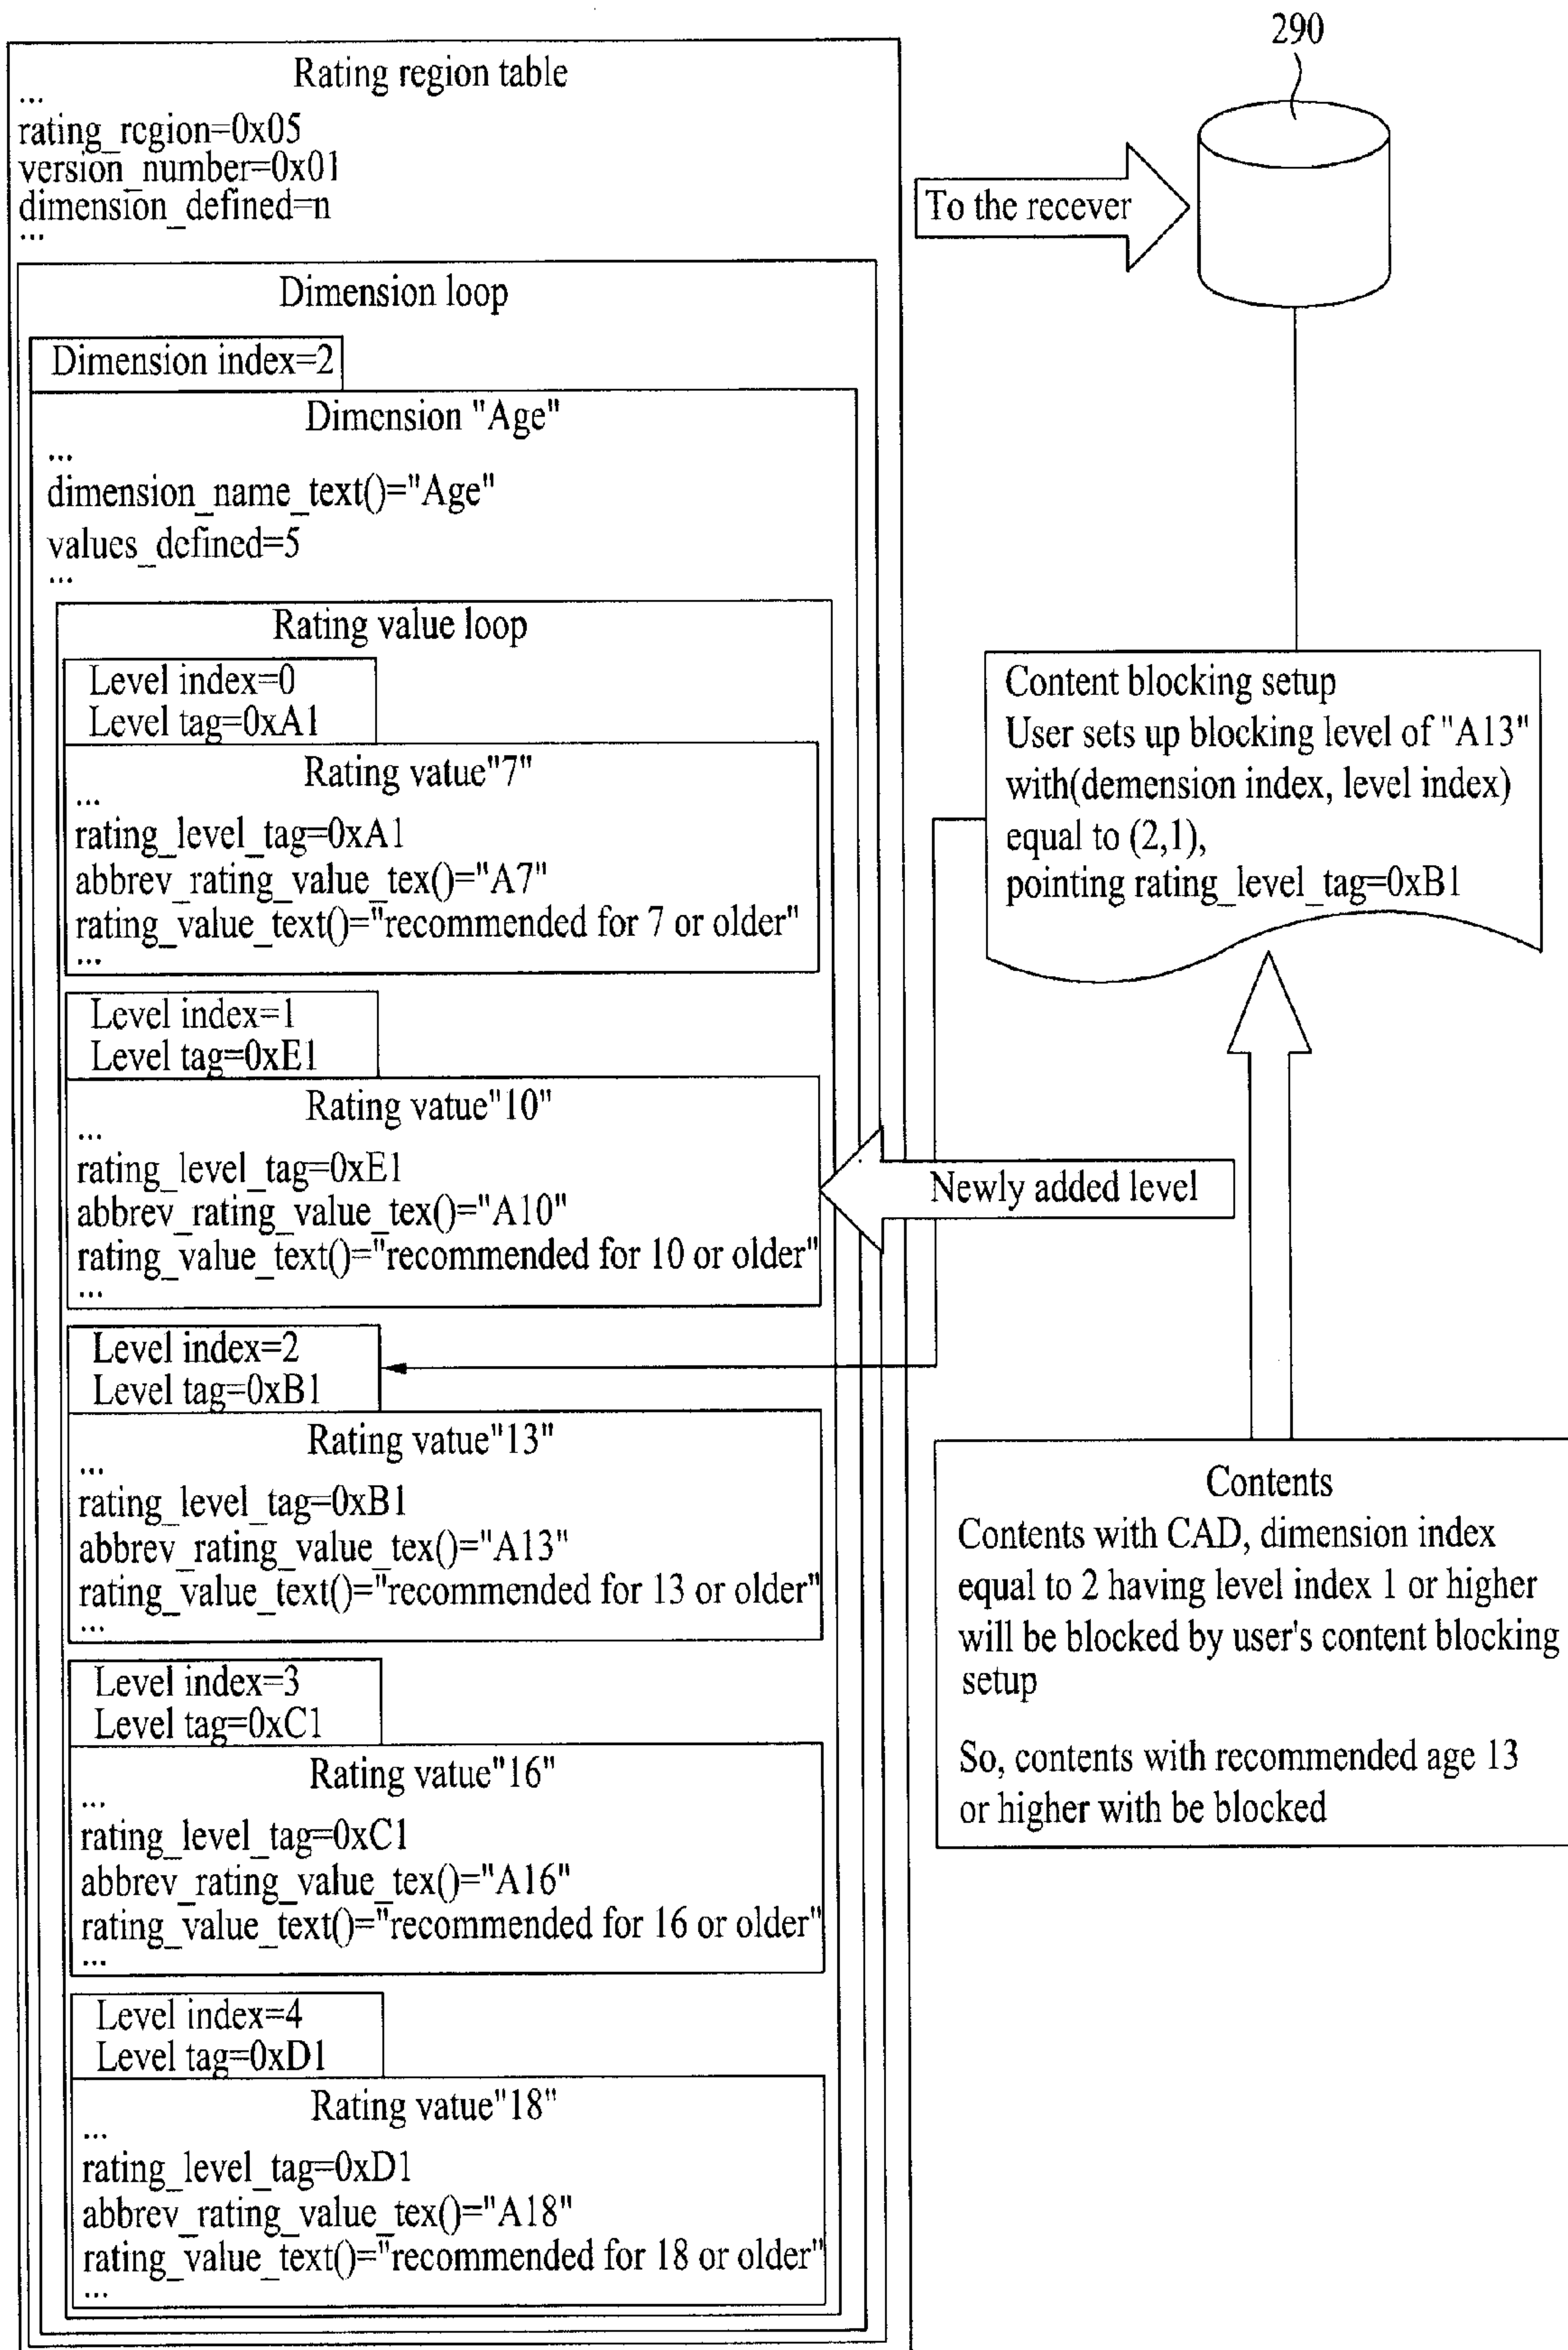 Rating region table
...
rating_region=0x05
version_number=0x01
dimension_defined=n
...
Dimension loop
Dimension index=2
Dimension "Age"
...
dimension_name_text()="Age"
values_defined=5
...
Rating value loop
Level index=0
Level tag=0xA1
Rating vatue"7"
...
rating_level_tag=0xA1
abbrev_rating_value_tex()="A7"
rating_value_text()="recommended for 7 or older"
...
Level index=1
Level tag=0xE1
Rating vatue"10"
...
rating_level_tag=0xE1
abbrev_rating_value_tex()="A10"
rating_value_text()="recommended for 10 or older"
...
Level index=2
Level tag=0xB1
Rating vatue"13"
...
rating_level_tag=0xB1
abbrev_rating_value_tex()="A13"
rating_value_text()="recommended for 13 or older"
...
Level index=3
Level tag=0xC1
Rating vatue"16"
...
rating_level_tag=0xC1
abbrev_rating_value_tex()="A16"
rating_value_text()="recommended for 16 or older"
...
Level index=4
Level tag=0xD1
Rating vatue"18"
...
rating_level_tag=0xD1
abbrev_rating_value_tex()="A18"
rating_value_text()="recommended for 18 or older"
...
290
To the recever
Content blocking setup
User sets up blocking level of "A13"
with(demension index, level index)
equal to (2,1),
pointing rating_level_tag=0xB1
Newly added level
Contents
Contents with CAD, dimension index
equal to 2 having level index 1 or higher
will be blocked by user's content blocking
setup
So, contents with recommended age 13
or higher with be blocked